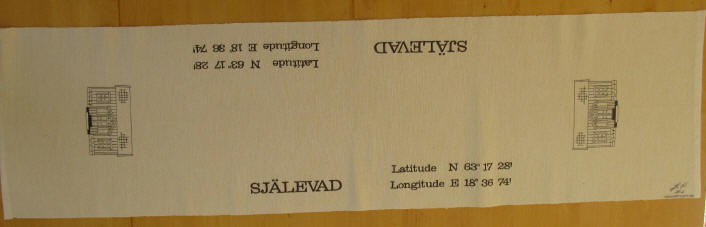 SJÄLEVAD
Latitude N 63° 17 28'
Longitude E 18° 36 74'
SJÄLEVAD
Latitude N 63° 17 28'
Longitude E 18° 36 74'